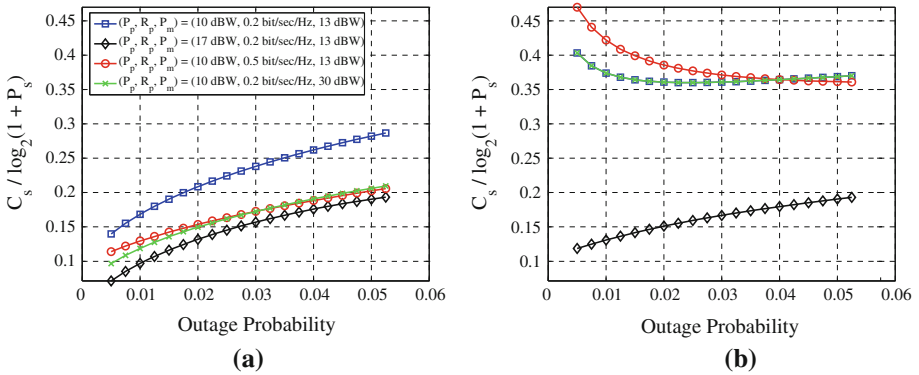 0.45
0.4
0.35
0.3
0.25
0.2
0.15
0.1
C_s / log_2(1 + P_s)
(P_p, R_p, P_m) = (10 dBW, 0.2 bit/sec/Hz, 13 dBW)
(P_p, R_p, P_m) = (17 dBW, 0.2 bit/sec/Hz, 13 dBW)
(P_p, R_p, P_m) = (10 dBW, 0.5 bit/sec/Hz, 13 dBW)
(P_p, R_p, P_m) = (10 dBW, 0.2 bit/sec/Hz, 30 dBW)
0 0.01 0.02 0.03 0.04 0.05 0.06
Outage Probability
(a)
0.45
0.4
0.35
0.3
0.25
0.2
0.15
0.1
C_s / log_2(1 + P_s)
0 0.01 0.02 0.03 0.04 0.05 0.06
Outage Probability
(b)